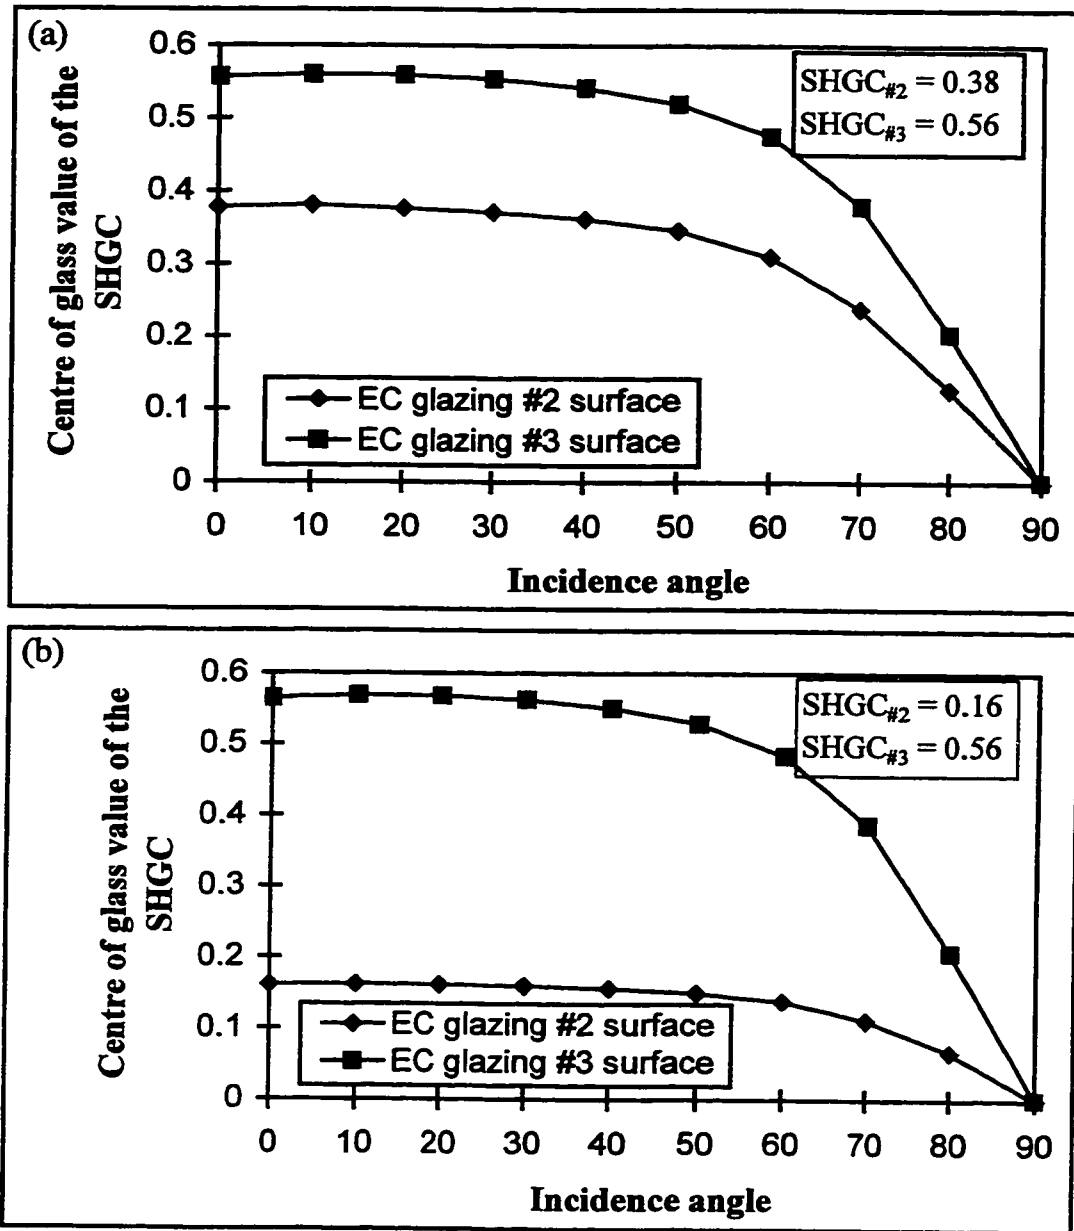 (a)
0.6
0.5
0.4
0.3
0.2
0.1
0
Centre of glass value of the
SHGC
SHGC#2 = 0.38
SHGC#3 = 0.56
EC glazing #2 surface
EC glazing #3 surface
0 10 20 30 40 50 60 70 80 90
Incidence angle
(b)
0.6
0.5
0.4
0.3
0.2
0.1
0
Centre of glass value of the
SHGC
SHGC#2 = 0.16
SHGC#3 = 0.56
EC glazing #2 surface
EC glazing #3 surface
0 10 20 30 40 50 60 70 80 90
Incidence angle